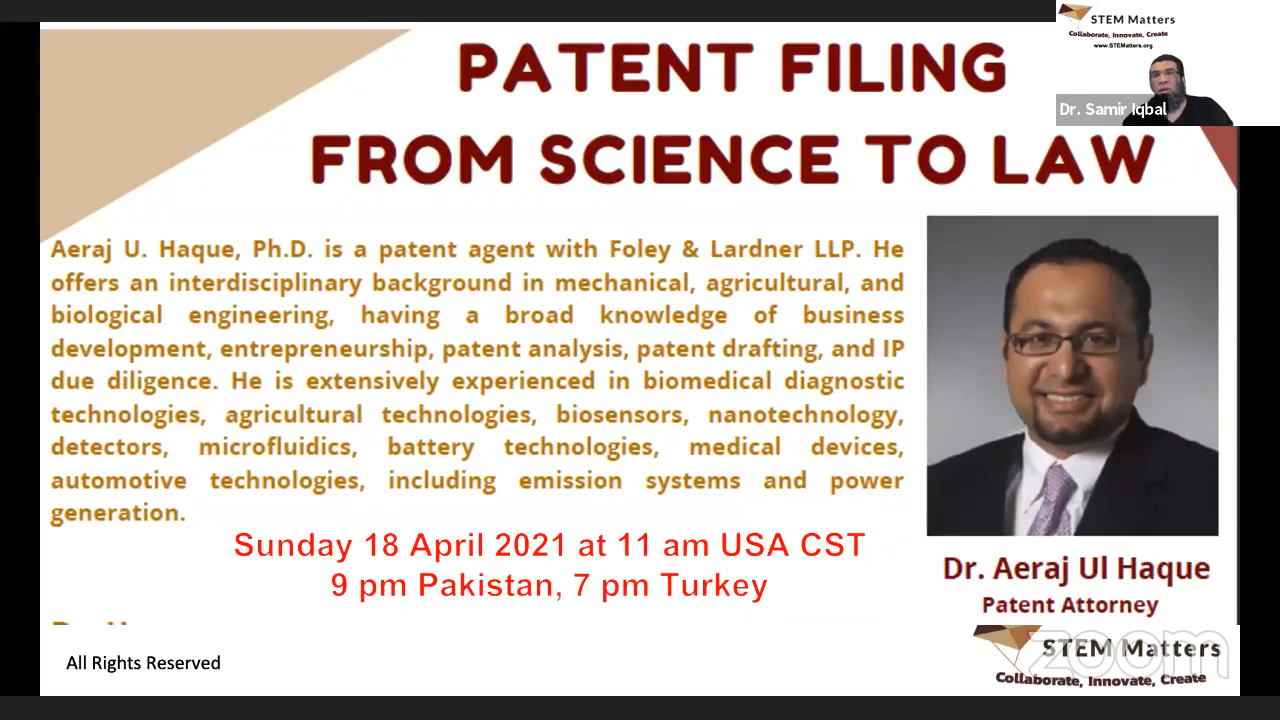 STEM Matters
Collaborate, Innovate, Create
www.STEMatters.org
Dr. Samir Iqbal
PATENT FILING
FROM SCIENCE TO LAW
Aeraj U. Haque, Ph.D. is a patent agent with Foley & Lardner LLP. He
offers an interdisciplinary background in mechanical, agricultural, and
biological engineering, having a broad knowledge of business
development, entrepreneurship, patent analysis, patent drafting, and IP
due diligence. He is extensively experienced in biomedical diagnostic
technologies, agricultural technologies, biosensors, nanotechnology,
detectors, microfluidics, battery technologies, medical devices,
automotive technologies, including emission systems and power
generation.
Sunday 18 April 2021 at 11 am USA CST
9 pm Pakistan, 7 pm Turkey
Dr. Aeraj Ul Haque
Patent Attorney
All Rights Reserved
STEM Matters
zoom
Collaborate, Innovate, Create